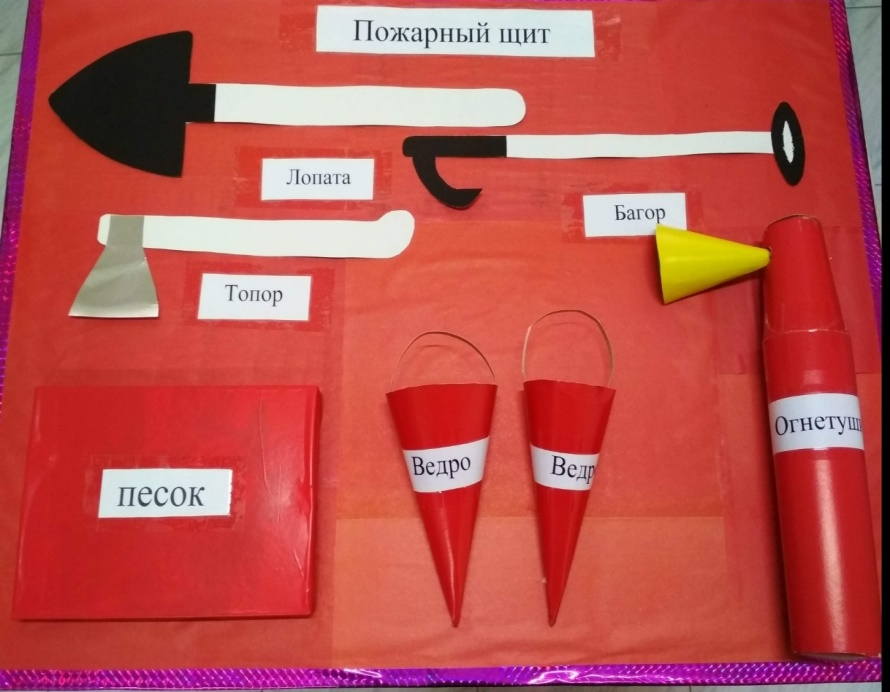 Пожарный щит
Лопата
Багор
Топор
Огнетуш
Ведро
Ведр
песок